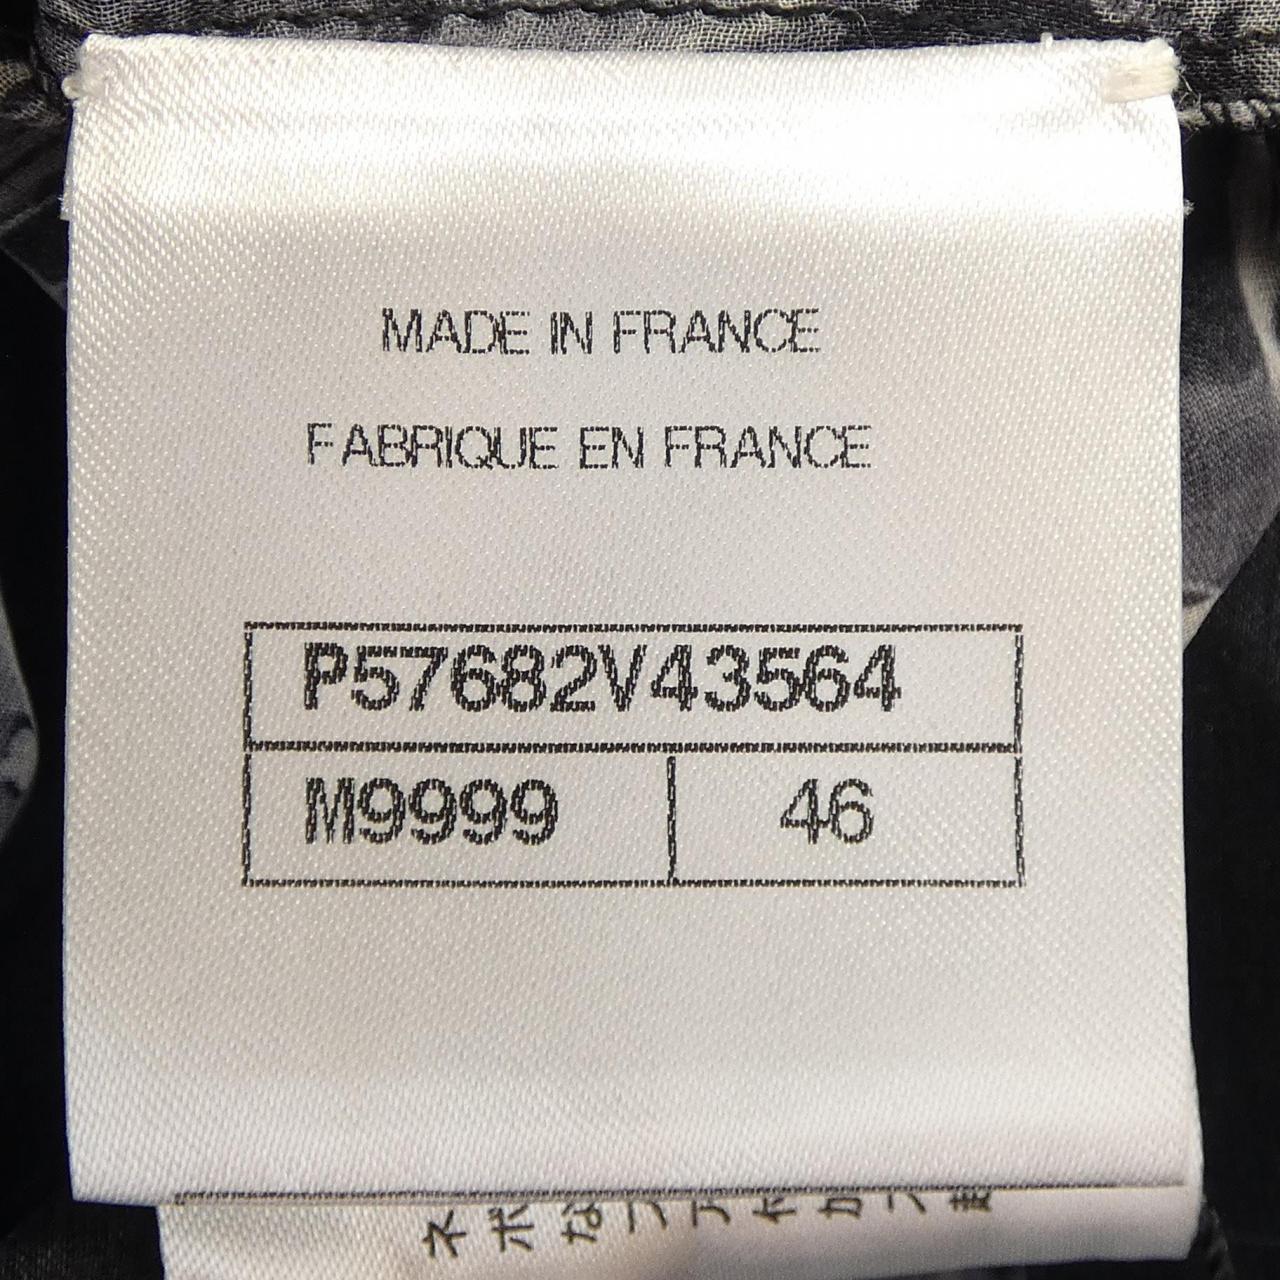 MADE IN FRANCE
FABRIQUE EN FRANCE
P57682V43564
M9999
46